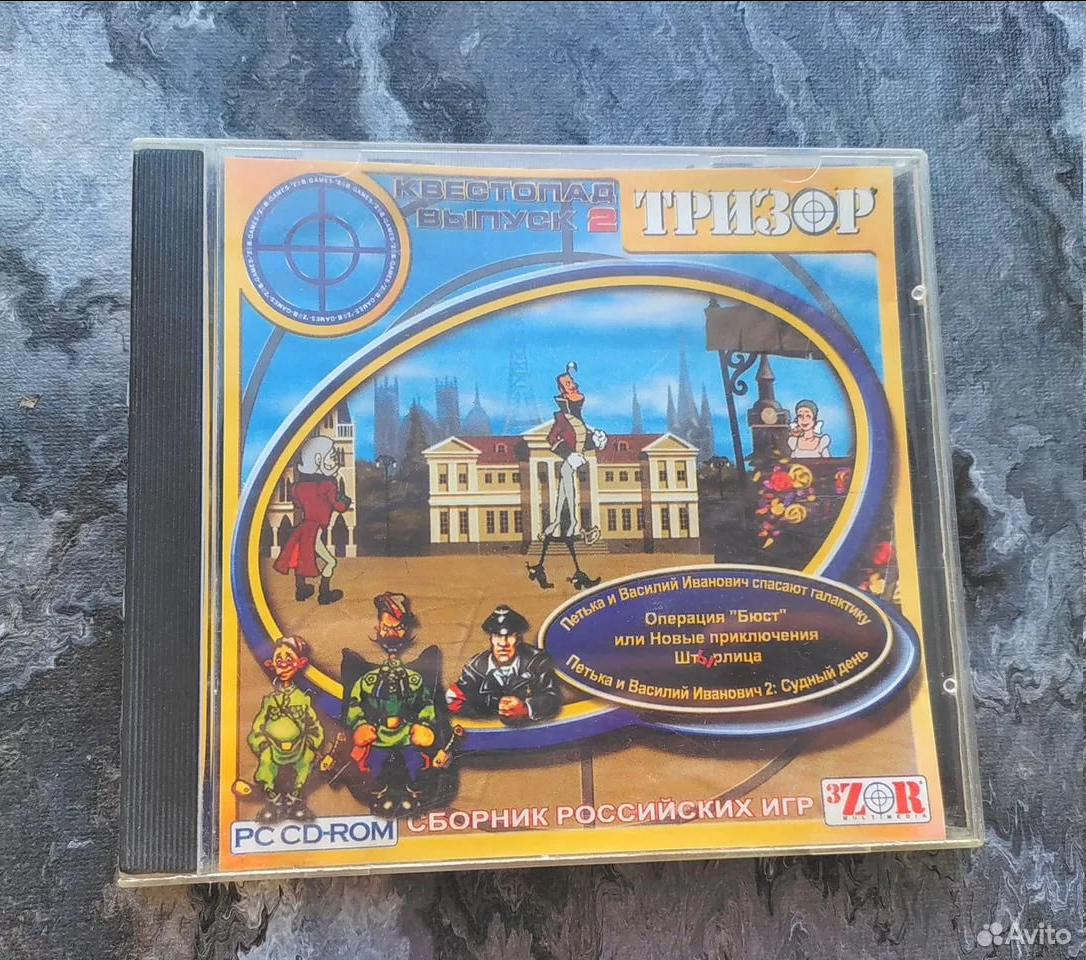 КВЕСТОПАД
ВЫПУСК 2
ТРИЗОР
Петька и Василий Иванович спасают галактику
Операция "Бюст"
или Новые приключения
Штырлица
Петька и Василий Иванович 2: Судный день
PC CD-ROM
СБОРНИК РОССИЙСКИХ ИГР
3ZOR
MULTIMEDIA
Avito